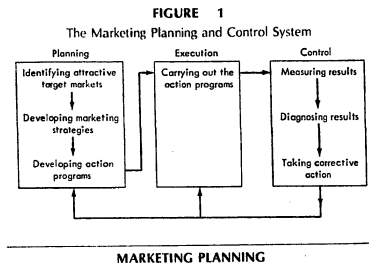 FIGURE 1
The Marketing Planning and Control System
Planning
Identifying attractive
target markets
Developing marketing
strategies
Developing action
programs
Execution
Carrying out the
action programs
Control
Measuring results
Diagnosing results
Taking corrective
action
MARKETING PLANNING